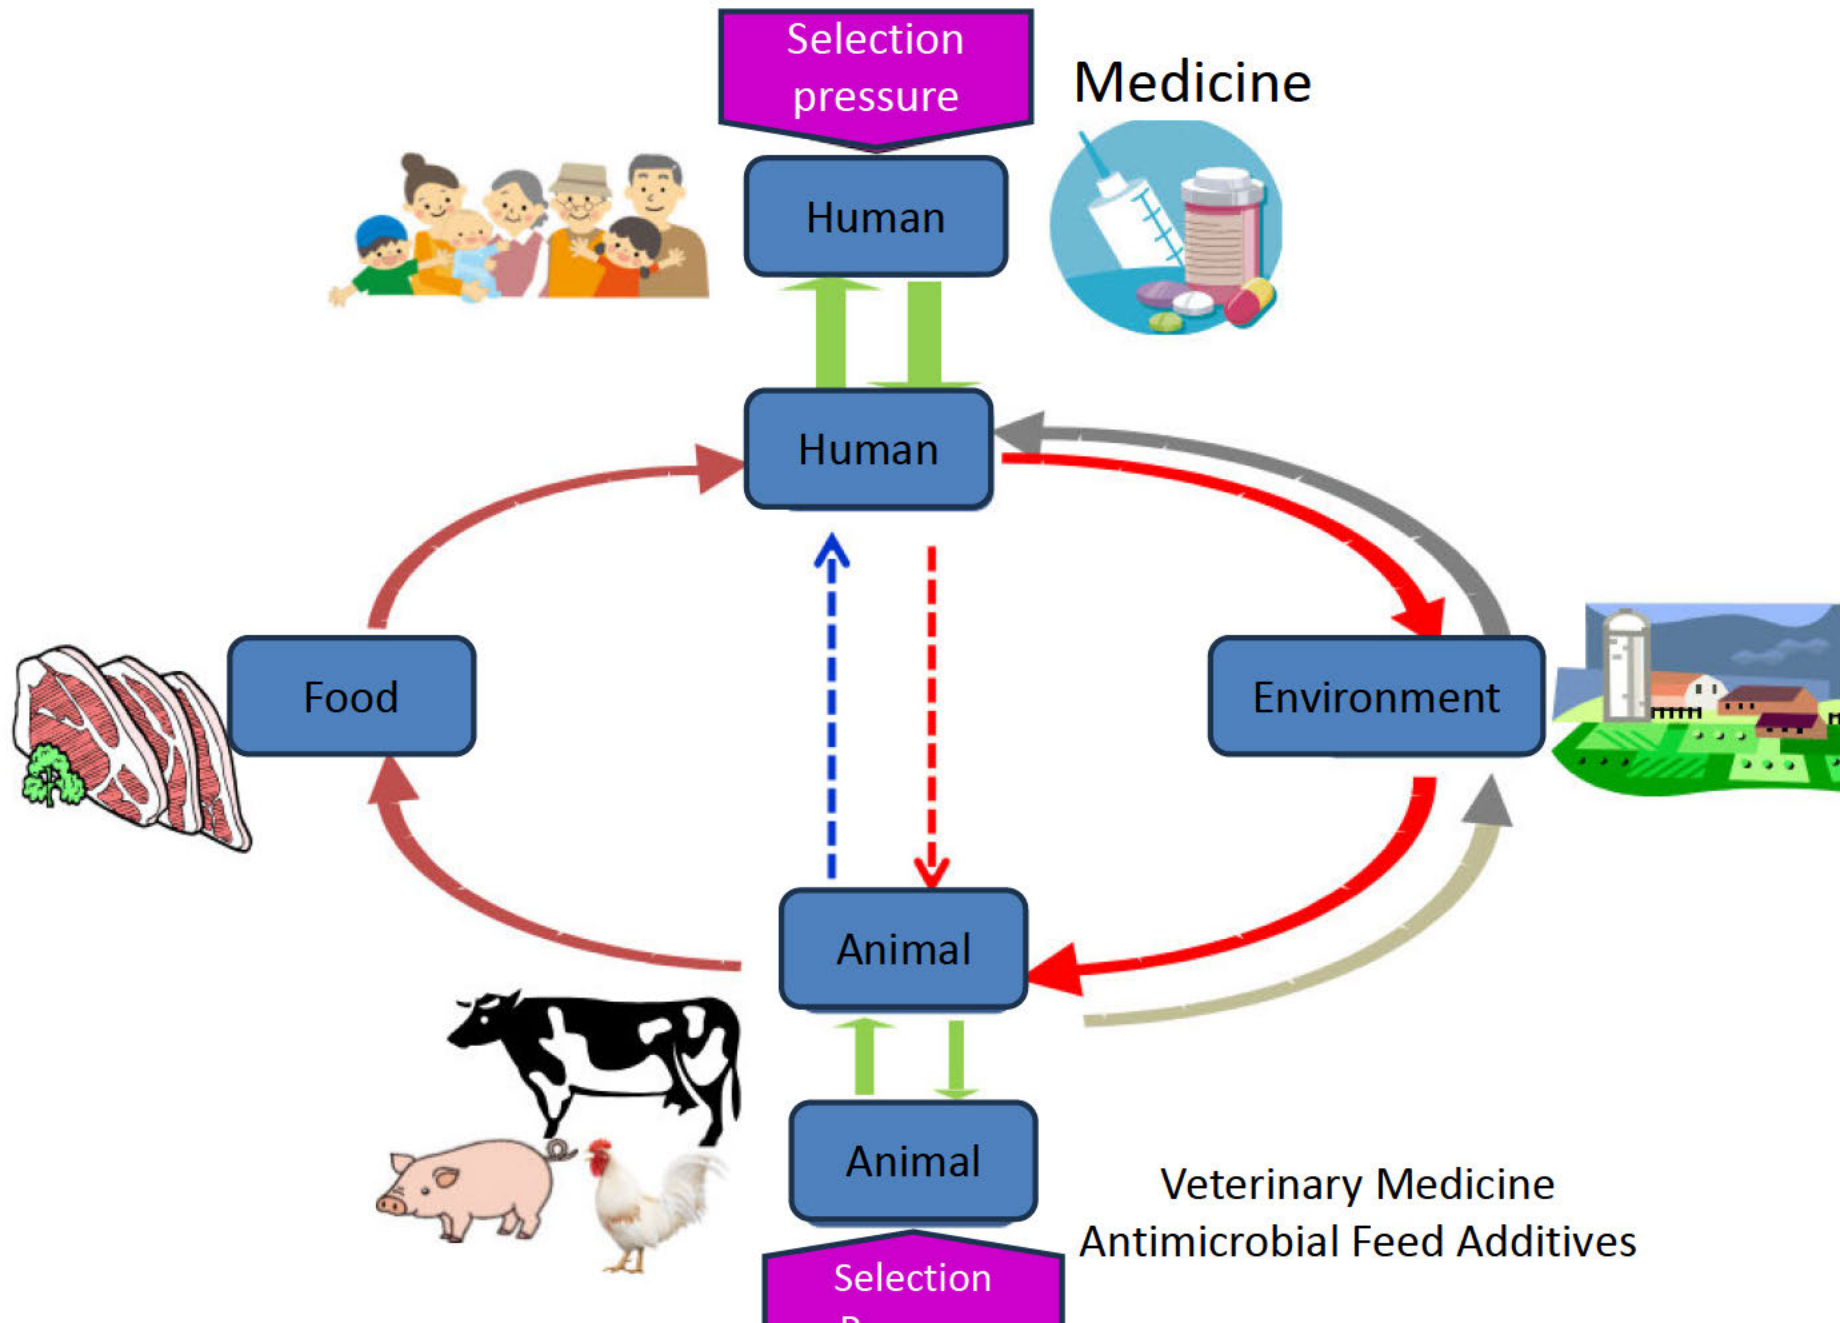 Selection
pressure
Medicine
Human
Human
Food
Environment
Animal
Animal
Veterinary Medicine
Antimicrobial Feed Additives
Selection